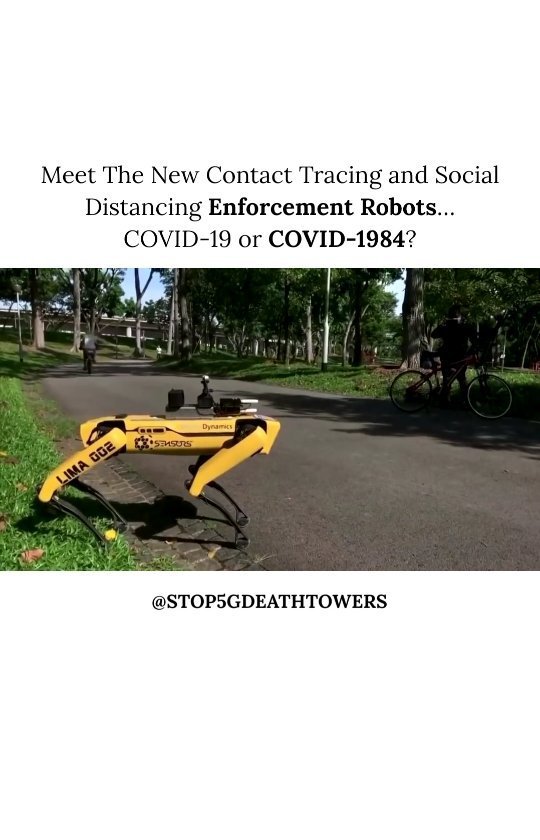 Meet The New Contact Tracing and Social
Distancing Enforcement Robots...
COVID-19 or COVID-1984?
Dynamics
SENSORS
LIMA 002
@STOP5GDEATHTOWERS